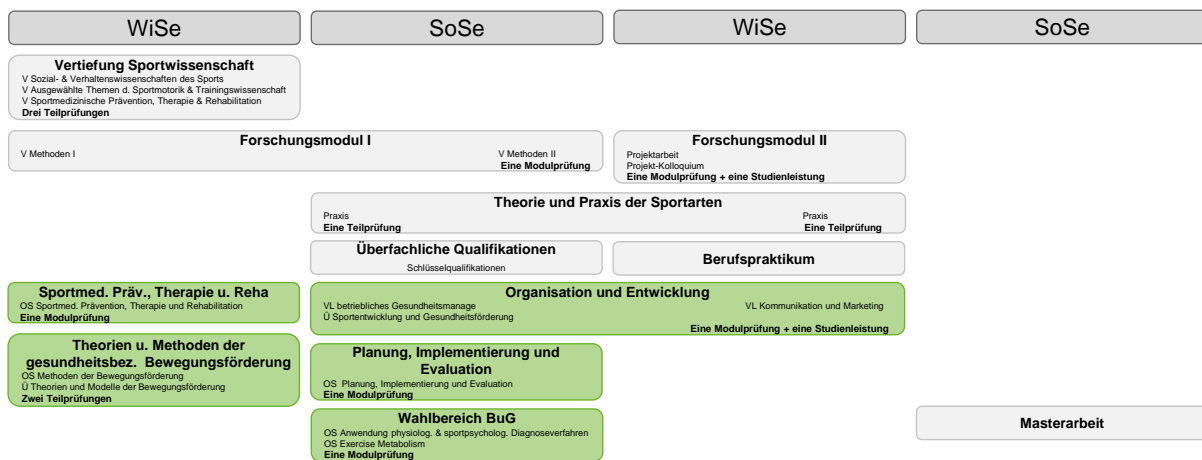 WiSe
SoSe
WiSe
SoSe
Vertiefung Sportwissenschaft
V Sozial- & Verhaltenswissenschaften des Sports
V Ausgewählte Themen d. Sportmotorik & Trainingswissenschaft
V Sportmedizinische Prävention, Therapie & Rehabilitation
Drei Teilprüfungen
Forschungsmodul I
V Methoden I
V Methoden II
Eine Modulprüfung
Forschungsmodul II
Projektarbeit
Projekt-Kolloquium
Eine Modulprüfung + eine Studienleistung
Theorie und Praxis der Sportarten
Praxis
Eine Teilprüfung
Praxis
Eine Teilprüfung
Überfachliche Qualifikationen
Schlüsselqualifikationen
Berufspraktikum
Sportmed. Präv., Therapie u. Reha
OS Sportmed. Prävention, Therapie und Rehabilitation
Eine Modulprüfung
Organisation und Entwicklung
VL betriebliches Gesundheitsmanage
Ü Sportentwicklung und Gesundheitsförderung
VL Kommunikation und Marketing
Eine Modulprüfung + eine Studienleistung
Theorien u. Methoden der
gesundheitsbez. Bewegungsförderung
OS Methoden der Bewegungsförderung
Ü Theorien und Modelle der Bewegungsförderung
Zwei Teilprüfungen
Planung, Implementierung und
Evaluation
OS Planung, Implementierung und Evaluation
Eine Modulprüfung
Wahlbereich BuG
OS Anwendung physiolog. & sportpsycholog. Diagnoseverfahren
OS Exercise Metabolism
Eine Modulprüfung
Masterarbeit